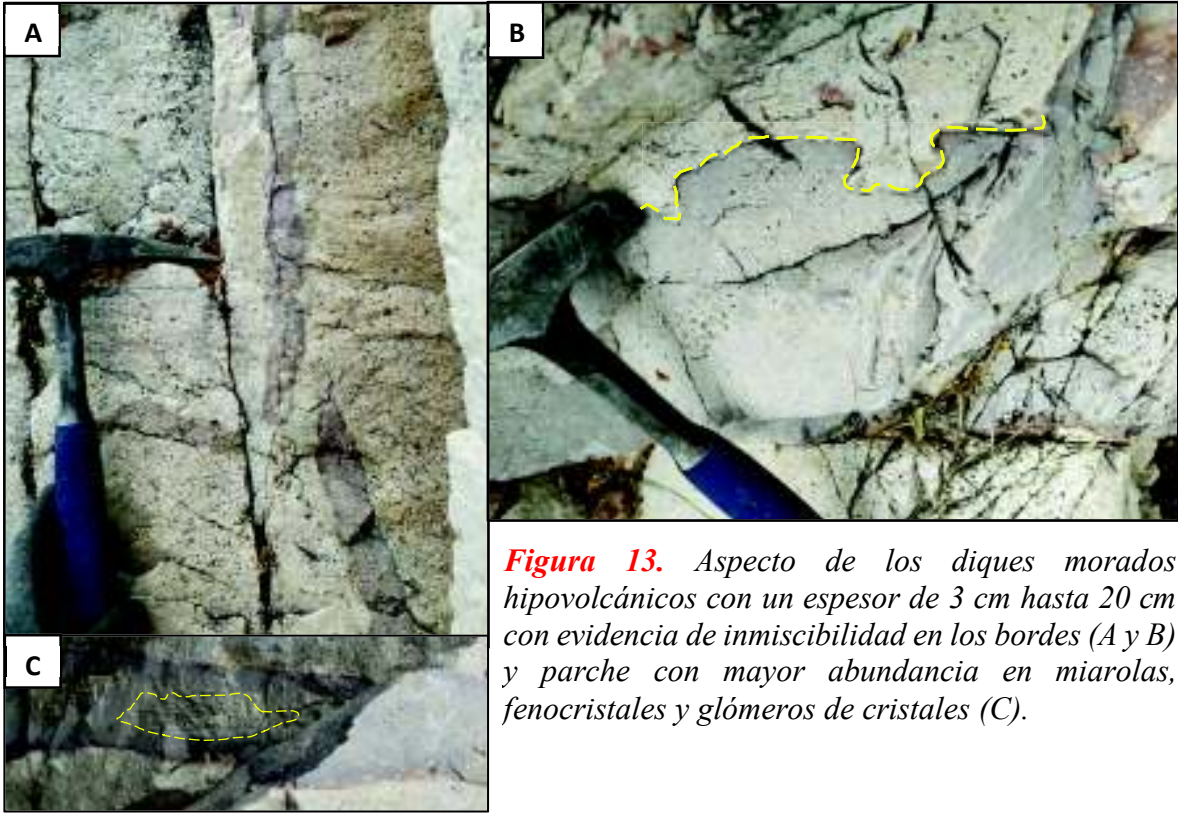 A
B
C
Figura 13. Aspecto de los diques morados
hipovolcánicos con un espesor de 3 cm hasta 20 cm
con evidencia de inmiscibilidad en los bordes (A y B)
y parche con mayor abundancia en miarolas,
fenocristales y glómeros de cristales (C).